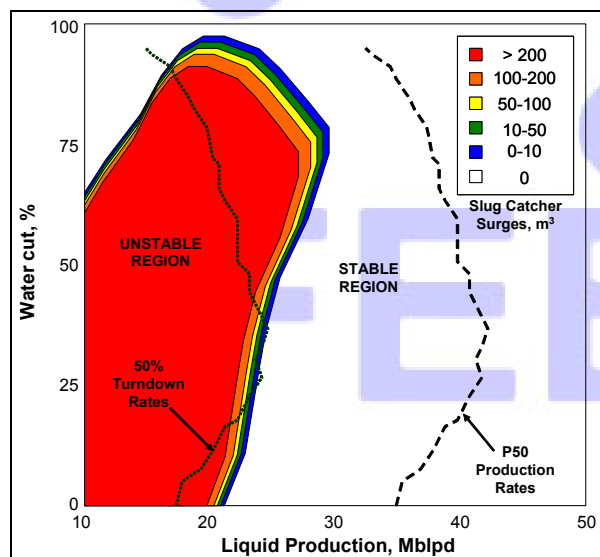 100
75
50
25
0
Water cut, %
10
20
30
40
50
Liquid Production, Mblpd
> 200
100-200
50-100
10-50
0-10
0
Slug Catcher
Surges, m³
UNSTABLE
REGION
STABLE
REGION
50%
Turndown
Rates
P50
Production
Rates